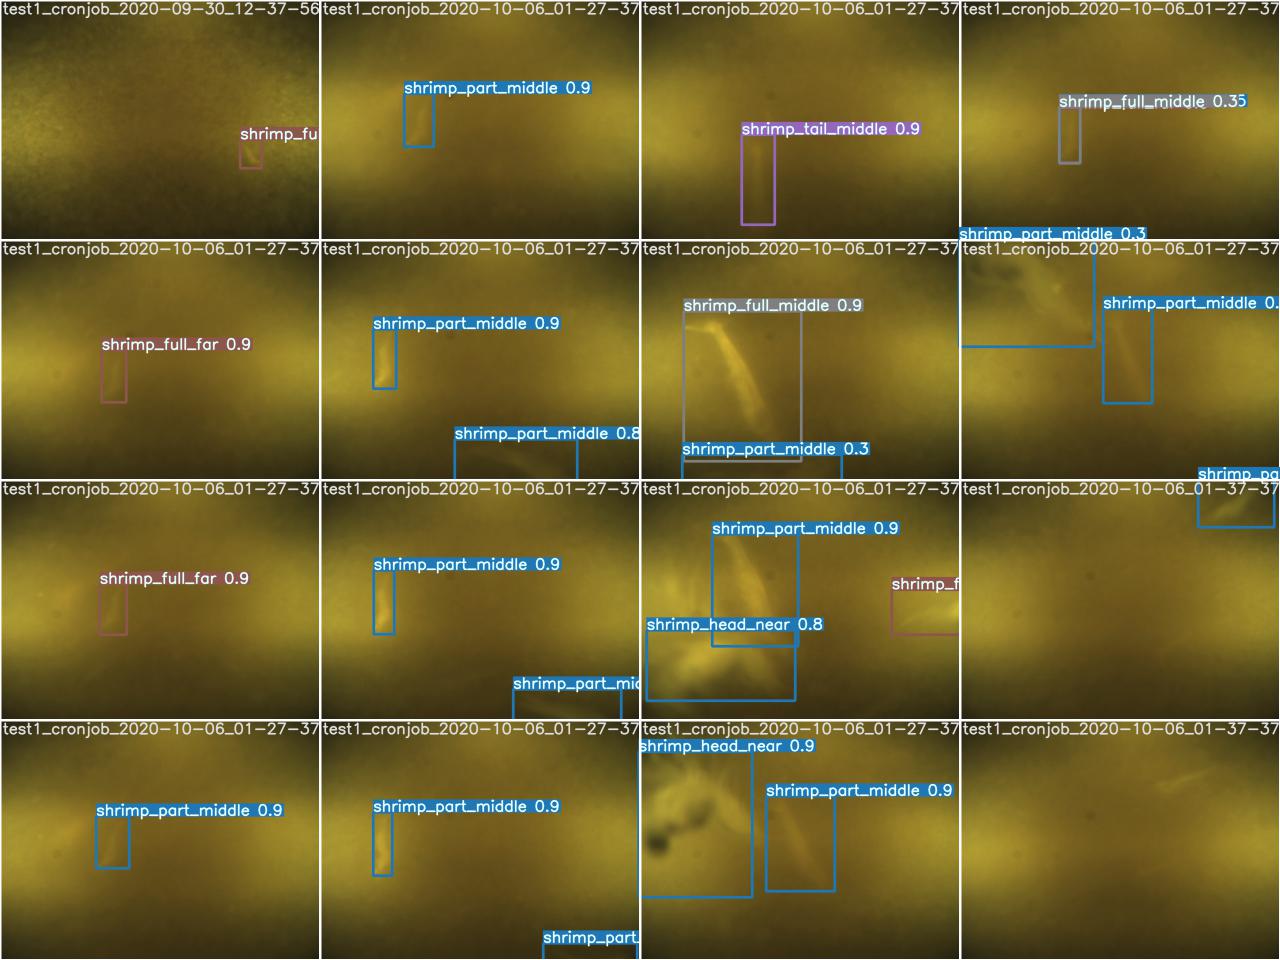 test1_cronjob_2020-09-30_12-37-56
shrimp_fu
test1_cronjob_2020-10-06_01-27-37
shrimp_part_middle 0.9
test1_cronjob_2020-10-06_01-27-37
shrimp_tail_middle 0.9
test1_cronjob_2020-10-06_01-27-37
shrimp_full_middle 0.35
test1_cronjob_2020-10-06_01-27-37
shrimp_full_far 0.9
test1_cronjob_2020-10-06_01-27-37
shrimp_part_middle 0.9
shrimp_part_middle 0.8
test1_cronjob_2020-10-06_01-27-37
shrimp_full_middle 0.9
shrimp_part_middle 0.3
shrimp_part_middle 0.3
test1_cronjob_2020-10-06_01-27-37
shrimp_part_middle 0.
test1_cronjob_2020-10-06_01-27-37
shrimp_full_far 0.9
test1_cronjob_2020-10-06_01-27-37
shrimp_part_middle 0.9
shrimp_part_mid
test1_cronjob_2020-10-06_01-27-37
shrimp_part_middle 0.9
shrimp_f
shrimp_head_near 0.8
shrimp_pa
test1_cronjob_2020-10-06_01-37-37
test1_cronjob_2020-10-06_01-27-37
shrimp_part_middle 0.9
test1_cronjob_2020-10-06_01-27-37
shrimp_part_middle 0.9
shrimp_part_
test1_cronjob_2020-10-06_01-27-37
shrimp_head_near 0.9
shrimp_part_middle 0.9
test1_cronjob_2020-10-06_01-37-37